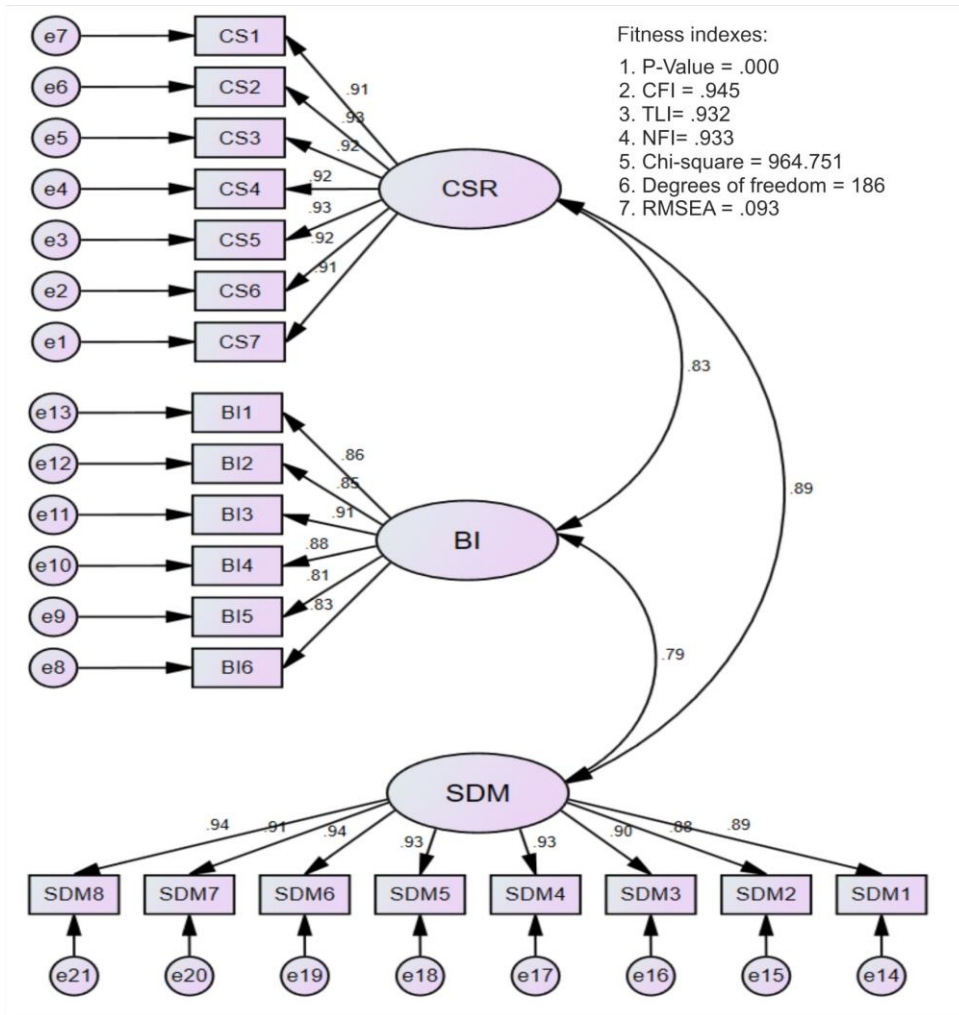 Fitness indexes:
1. P-Value = .000
2. CFI = .945
3. TLI= .932
4. NFI= .933
5. Chi-square = 964.751
6. Degrees of freedom = 186
7. RMSEA = .093
e7 CS1
.91
e6 CS2
.93
e5 CS3
.92
e4 CS4
.92
CSR
e3 CS5
.93
e2 CS6
.92
.91
e1 CS7
.83
.89
e13 BI1
.86
e12 BI2
.85
e11 BI3
.91
BI
e10 BI4
.88
.81
e9 BI5
.83
e8 BI6
.79
SDM
.94 .91 .94 .93 .93 .90 .88 .89
SDM8 SDM7 SDM6 SDM5 SDM4 SDM3 SDM2 SDM1
e21 e20 e19 e18 e17 e16 e15 e14